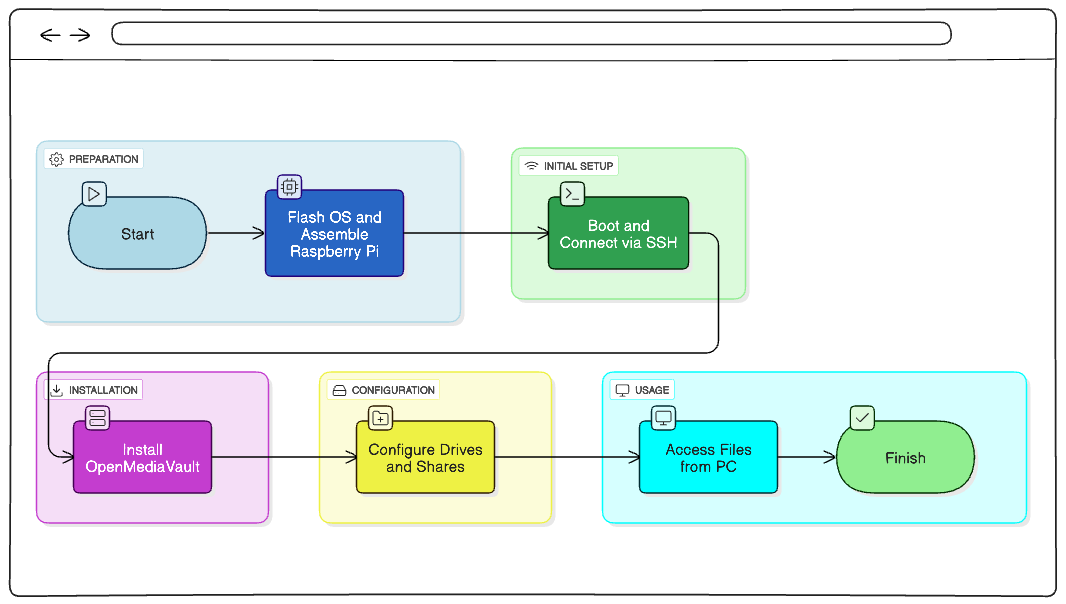 PREPARATION
Start
Flash OS and
Assemble
Raspberry Pi
INITIAL SETUP
Boot and
Connect via SSH
INSTALLATION
Install
OpenMediaVault
CONFIGURATION
Configure Drives
and Shares
USAGE
Access Files
from PC
Finish